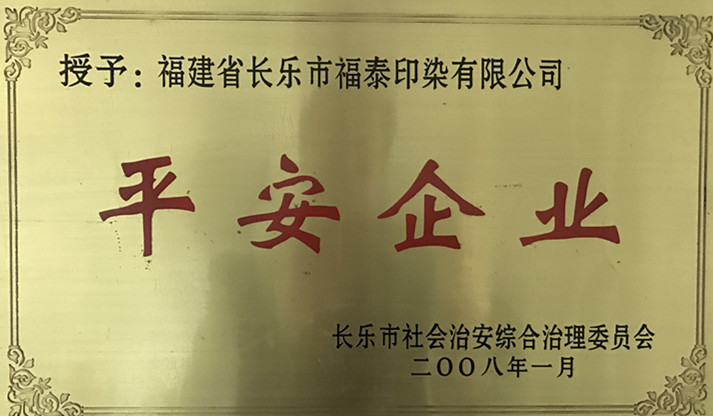 授予：福建省长乐市福泰印染有限公司
平安企业
长乐市社会治安综合治理委员会
二〇〇八年一月